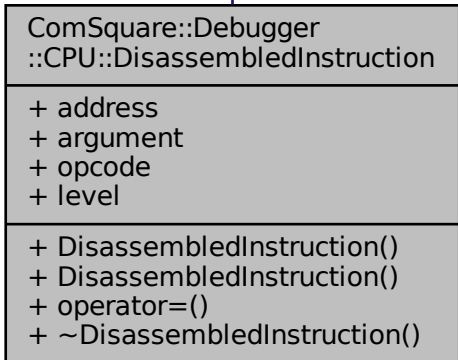 ComSquare::Debugger
::CPU::DisassembledInstruction
+ address
+ argument
+ opcode
+ level
+ DisassembledInstruction()
+ DisassembledInstruction()
+ operator=()
+ ~DisassembledInstruction()